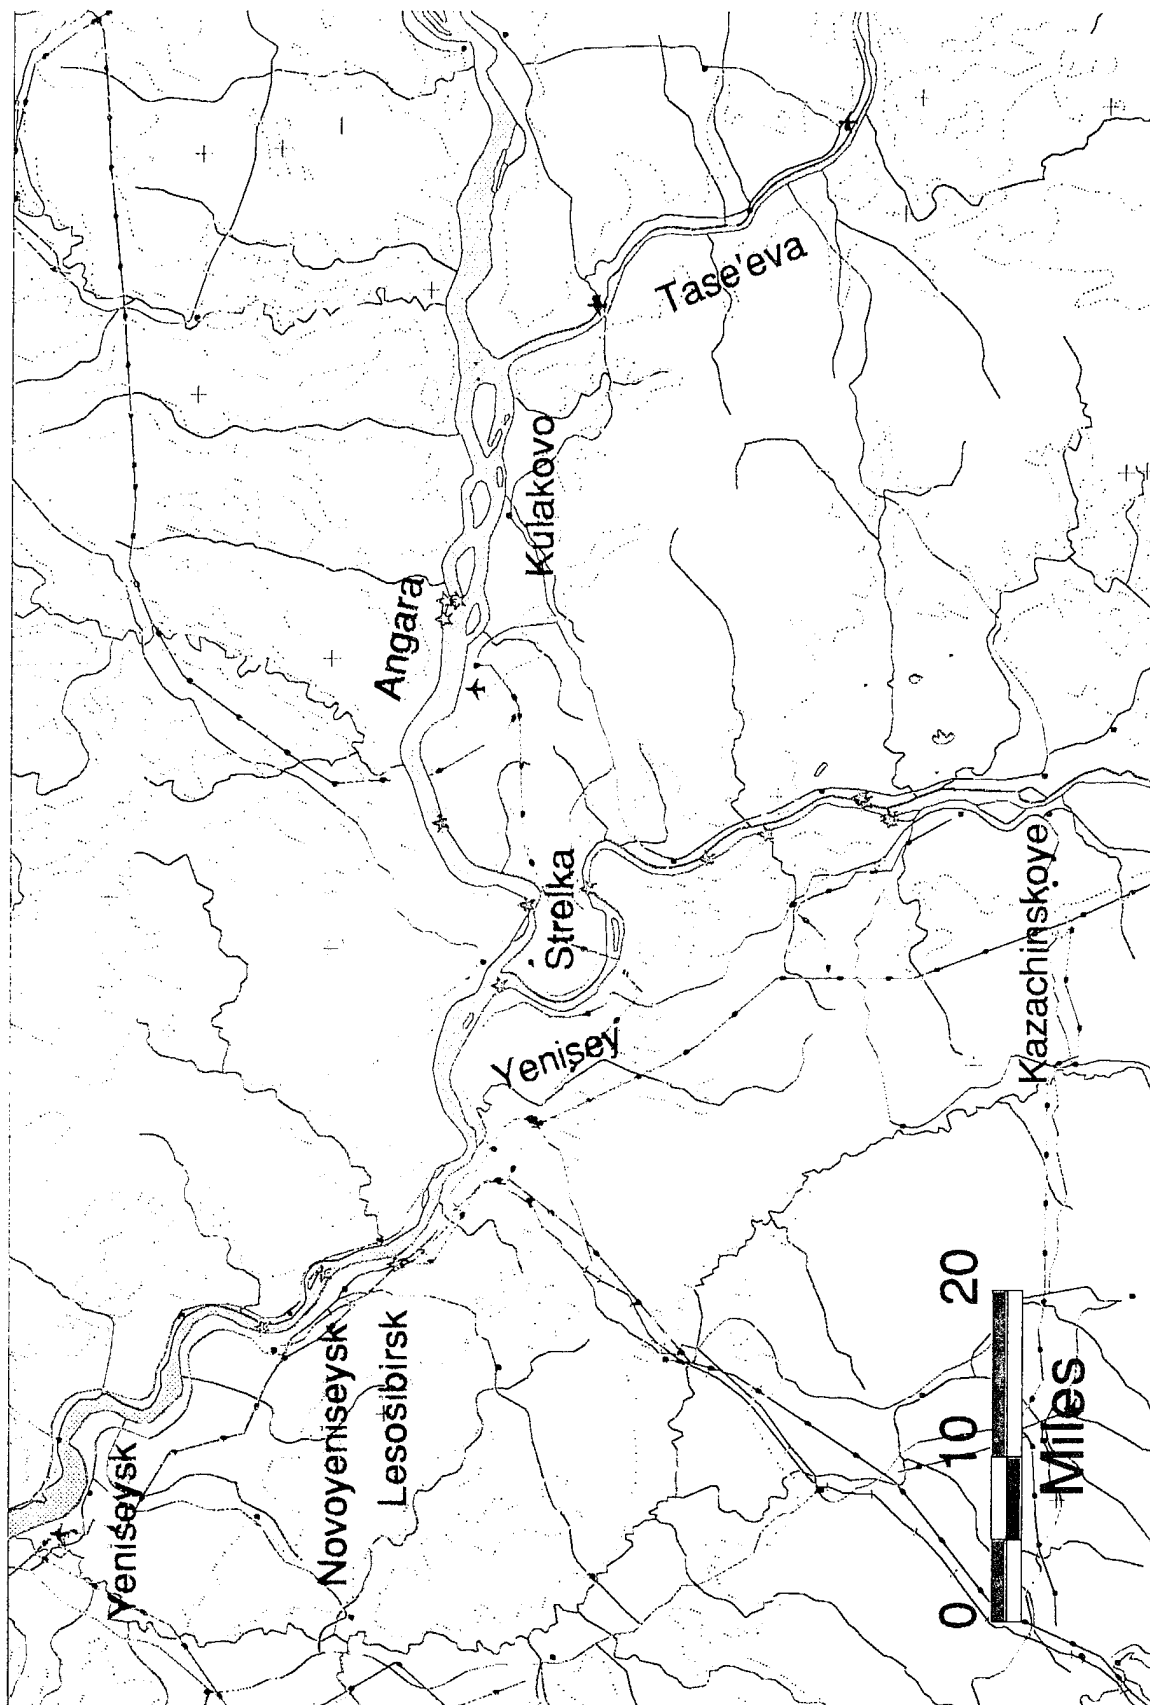 Yeniseysk
Novoyeniseysk
Lesosibirsk
Angara
Yenisey
Strelka
Kulakovo
Tase'eva
Kazachinskoye
0 10 20
Miles